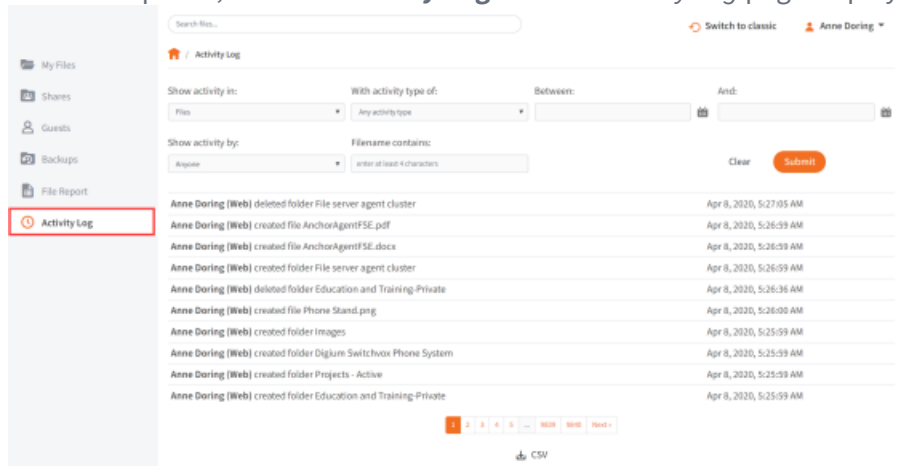 Search files...
Switch to classic
Anne Doring
/ Activity Log
My Files
Shares
Guests
Backups
File Report
Activity Log
Show activity in:
With activity type of:
Between:
And:
Files
Any activity type
Show activity by:
Filename contains:
Anyone
enter at least 4 characters
Clear
Submit
Anne Doring (Web) deleted folder File server agent cluster Apr 8, 2020, 5:27:05 AM
Anne Doring (Web) created file AnchorAgentFSE.pdf Apr 8, 2020, 5:26:59 AM
Anne Doring (Web) created file AnchorAgentFSE.docx Apr 8, 2020, 5:26:59 AM
Anne Doring (Web) created folder File server agent cluster Apr 8, 2020, 5:26:59 AM
Anne Doring (Web) deleted folder Education and Training-Private Apr 8, 2020, 5:26:36 AM
Anne Doring (Web) created file Phone Stand.png Apr 8, 2020, 5:26:00 AM
Anne Doring (Web) created folder Images Apr 8, 2020, 5:25:59 AM
Anne Doring (Web) created folder Digium Switchvox Phone System Apr 8, 2020, 5:25:59 AM
Anne Doring (Web) created folder Projects - Active Apr 8, 2020, 5:25:59 AM
Anne Doring (Web) created folder Education and Training-Private Apr 8, 2020, 5:25:59 AM
1 2 3 4 5 ... Next »
CSV